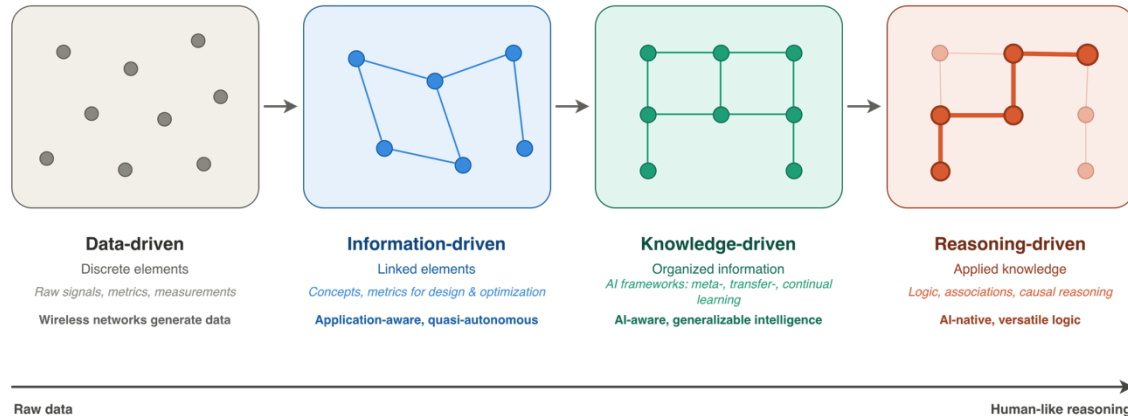 Data-driven
Discrete elements
Raw signals, metrics, measurements
Wireless networks generate data
Information-driven
Linked elements
Concepts, metrics for design & optimization
Application-aware, quasi-autonomous
Knowledge-driven
Organized information
AI frameworks: meta-, transfer-, continual
learning
AI-aware, generalizable intelligence
Reasoning-driven
Applied knowledge
Logic, associations, causal reasoning
AI-native, versatile logic
Raw data
Human-like reasoning